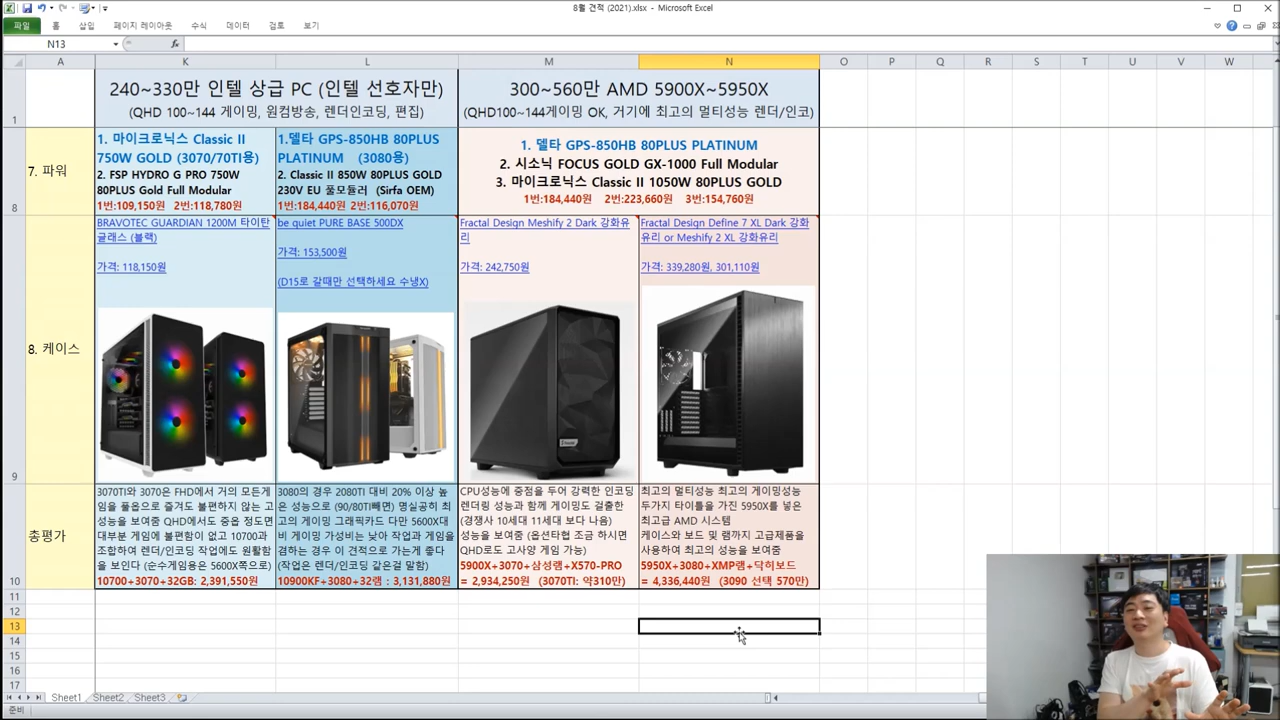 8월 견적 (2021).xlsx - Microsoft Excel
파일 홈 삽입 페이지 레이아웃 수식 데이터 검토 보기
N13 fx
A K L M N O P Q R S T U V W
1
240~330만 인텔 상급 PC (인텔 선호자만)
(QHD 100~144 게이밍, 원컴방송, 렌더인코딩, 편집)
300~560만 AMD 5900X~5950X
(QHD100~144게이밍 OK, 거기에 최고의 멀티성능 렌더/인코)
7. 파워
8
1. 마이크로닉스 Classic II
750W GOLD (3070/70TI용)
2. FSP HYDRO G PRO 750W
80PLUS Gold Full Modular
1번:109,150원 2번:118,780원
1.델타 GPS-850HB 80PLUS
PLATINUM (3080용)
2. Classic II 850W 80PLUS GOLD
230V EU 풀모듈러 (Sirfa OEM)
1번:184,440원 2번:116,070원
1. 델타 GPS-850HB 80PLUS PLATINUM
2. 시소닉 FOCUS GOLD GX-1000 Full Modular
3. 마이크로닉스 Classic II 1050W 80PLUS GOLD
1번:184,440원 2번:223,660원 3번:154,760원
8. 케이스
9
BRAVOTEC GUARDIAN 1200M 타이탄
글래스 (블랙)
가격: 118,150원
be quiet PURE BASE 500DX
가격: 153,500원
(D15로 갈때만 선택하세요 수냉X)
Fractal Design Meshify 2 Dark 강화유
리
가격: 242,750원
Fractal Design Define 7 XL Dark 강화
유리 or Meshify 2 XL 강화유리
가격: 339,280원, 301,110원
총평가
10
3070TI와 3070은 FHD에서 거의 모든게
임을 풀옵으로 즐겨도 불편하지 않는 고
성능을 보여줌 QHD에서도 중옵 정도면
대부분 게임에 불편함이 없고 10700과
조합하여 렌더/인코딩 작업에도 원활함
을 보인다 (순수게임용은 5600X쪽으로)
10700+3070+32GB: 2,391,550원
3080의 경우 2080TI 대비 20% 이상 높
은 성능으로 (90/80TI빼면) 명실공히 최
고의 게이밍 그래픽카드 다만 5600X대
비 게이밍 가성비는 낮아 작업과 게임을
겸하는 경우 이 견적으로 가는게 좋다
(작업은 렌더/인코딩 같은걸 말함)
10900KF+3080+32램 : 3,131,880원
CPU성능에 중점을 두어 강력한 인코딩
렌더링 성능과 함께 게이밍도 걸출한
(경쟁사 10세대 11세대 보다 나음)
성능을 보여줌 (옵션타협 조금 하시면
QHD로도 고사양 게임 가능)
5900X+3070+삼성램+X570-PRO
= 2,934,250원 (3070TI: 약310만)
최고의 멀티성능 최고의 게이밍성능
두가지 타이틀을 가진 5950X를 넣은
최고급 AMD 시스템
케이스와 보드 및 램까지 고급제품을
사용하여 최고의 성능을 보여줌
5950X+3080+XMP램+닥히보드
= 4,336,440원 (3090 선택 570만)
11
12
13
14
15
16
17
Sheet1 Sheet2 Sheet3
준비